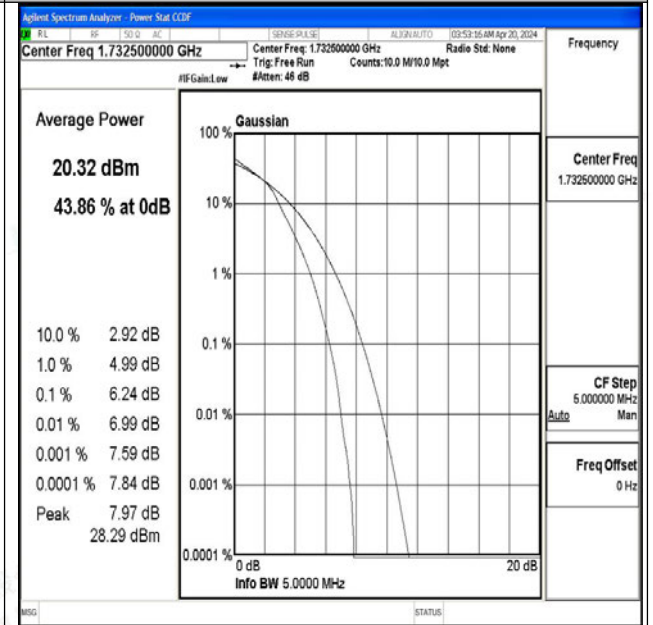 Agilent Spectrum Analyzer - Power Stat CCDF
RL RF 50 Ω AC SENSE:PULSE ALIGN AUTO 03:53:16 AM Apr 20, 2024
Center Freq 1.732500000 GHz
Center Freq: 1.732500000 GHz Radio Std: None
Trig: Free Run Counts:10.0 M/10.0 Mpt
#IFGain:Low #Atten: 46 dB
Frequency
Average Power
20.32 dBm
43.86 % at 0dB
10.0 % 2.92 dB
1.0 % 4.99 dB
0.1 % 6.24 dB
0.01 % 6.99 dB
0.001 % 7.59 dB
0.0001 % 7.84 dB
Peak 7.97 dB
28.29 dBm
Gaussian
100 %
10 %
1 %
0.1 %
0.01 %
0.001 %
0.0001 %
0 dB 20 dB
Info BW 5.0000 MHz
Center Freq
1.732500000 GHz
CF Step
5.000000 MHz
Auto Man
Freq Offset
0 Hz
MSG STATUS